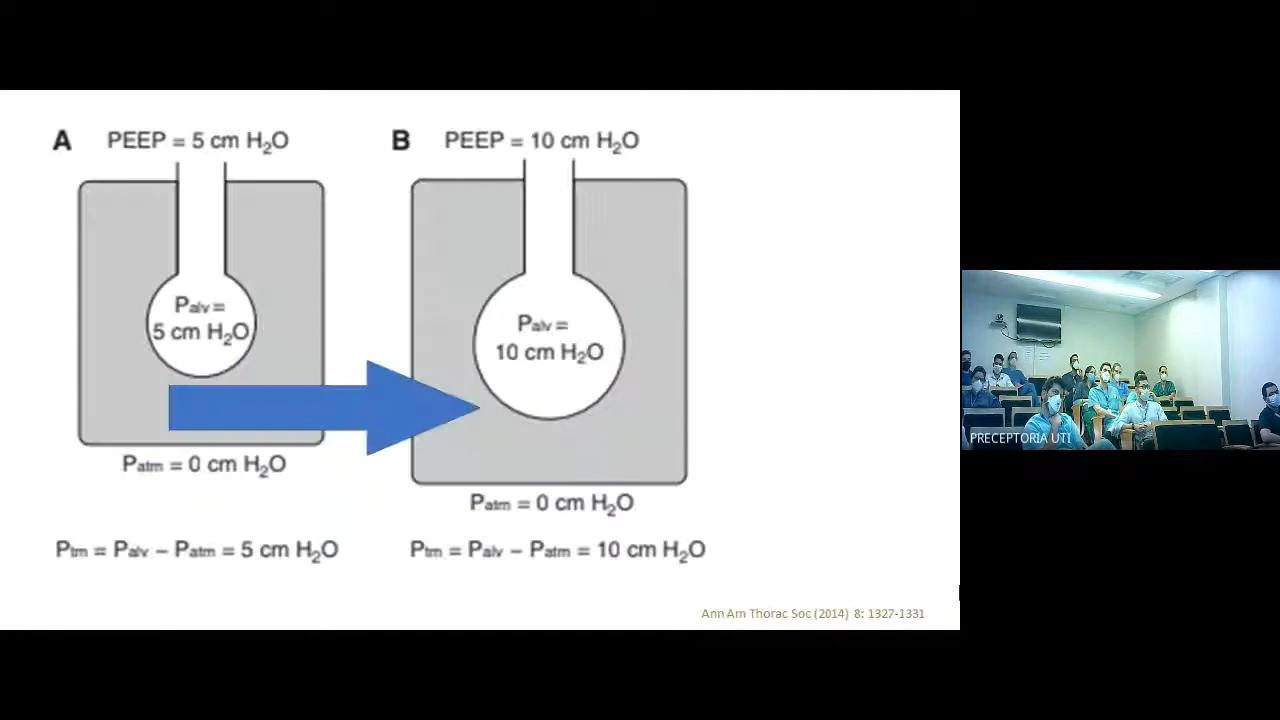 A PEEP = 5 cm H₂O
Palv =
5 cm H₂O
Patm = 0 cm H₂O
Ptm = Palv – Patm = 5 cm H₂O
B PEEP = 10 cm H₂O
Palv =
10 cm H₂O
Patm = 0 cm H₂O
Ptm = Palv – Patm = 10 cm H₂O
Ann Am Thorac Soc (2014) 8: 1327-1331
PRECEPTORIA UTI